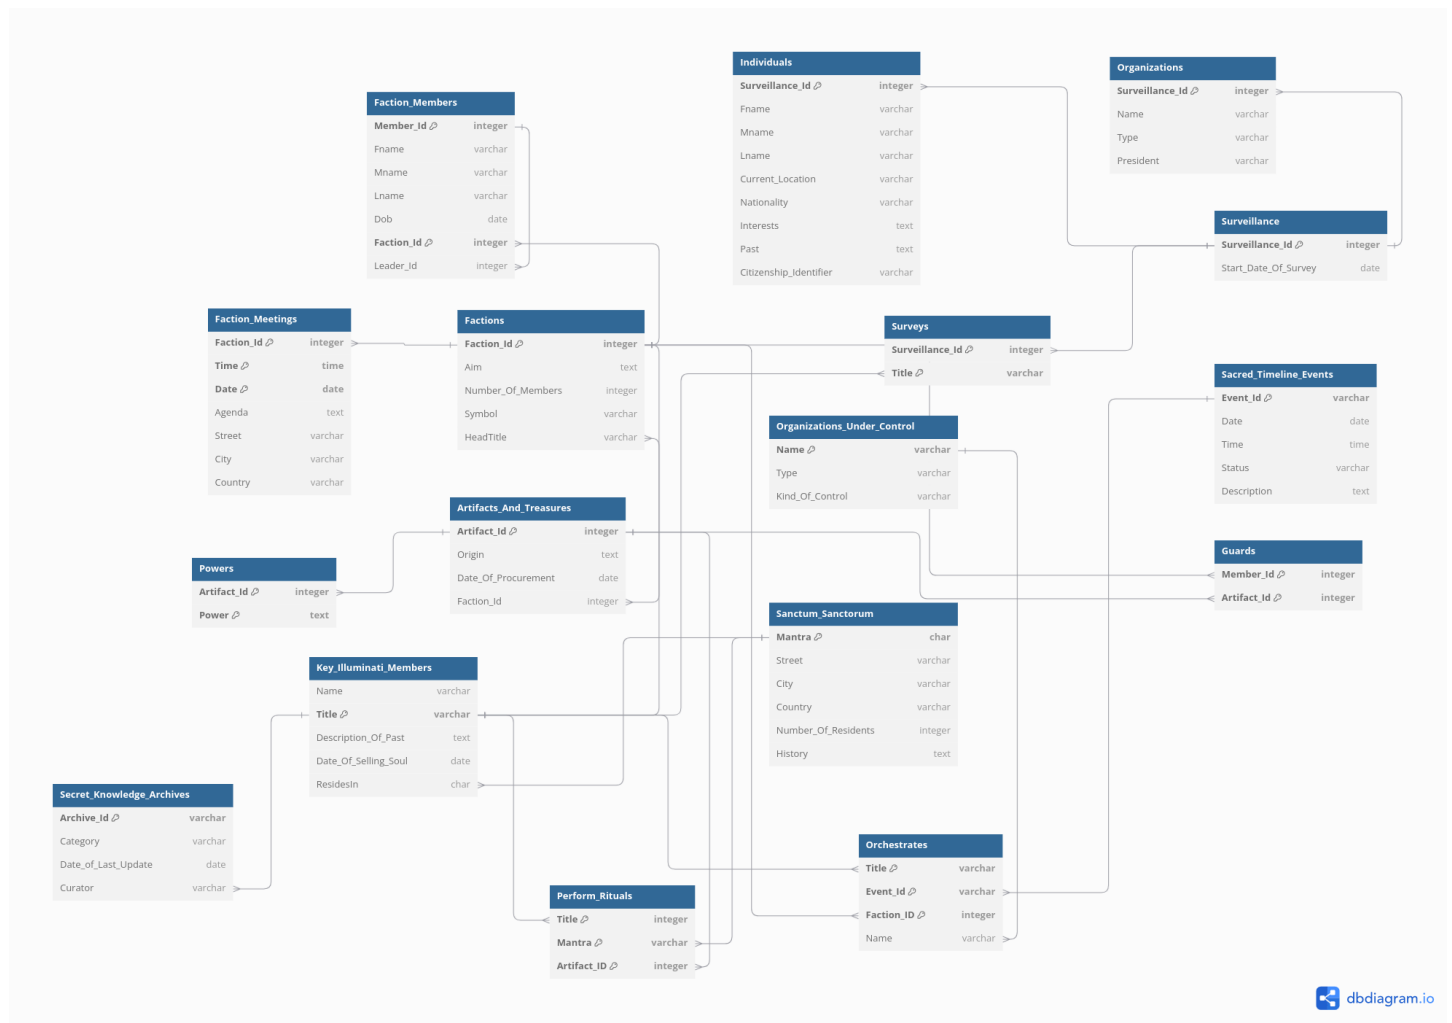 Individuals
Surveillance_Id integer
Fname varchar
Mname varchar
Lname varchar
Current_Location varchar
Nationality varchar
Interests text
Past text
Citizenship_Identifier varchar
Organizations
Surveillance_Id integer
Name varchar
Type varchar
President varchar
Faction_Members
Member_Id integer
Fname varchar
Mname varchar
Lname varchar
Dob date
Faction_Id integer
Leader_Id integer
Surveillance
Surveillance_Id integer
Start_Date_Of_Survey date
Faction_Meetings
Faction_Id integer
Time time
Date date
Agenda text
Street varchar
City varchar
Country varchar
Factions
Faction_Id integer
Aim text
Number_Of_Members integer
Symbol varchar
HeadTitle varchar
Surveys
Surveillance_Id integer
Title varchar
Sacred_Timeline_Events
Event_Id varchar
Date date
Time time
Status varchar
Description text
Organizations_Under_Control
Name varchar
Type varchar
Kind_Of_Control varchar
Artifacts_And_Treasures
Artifact_Id integer
Origin text
Date_Of_Procurement date
Faction_Id integer
Guards
Member_Id integer
Artifact_Id integer
Powers
Artifact_Id integer
Power text
Sanctum_Sanctorum
Mantra char
Street varchar
City varchar
Country varchar
Number_Of_Residents integer
History text
Key_Illuminati_Members
Name varchar
Title varchar
Description_Of_Past text
Date_Of_Selling_Soul date
ResidesIn char
Secret_Knowledge_Archives
Archive_Id varchar
Category varchar
Date_of_Last_Update date
Curator varchar
Orchestrates
Title varchar
Event_Id varchar
Faction_ID integer
Name varchar
Perform_Rituals
Title integer
Mantra varchar
Artifact_ID integer
dbdiagram.io